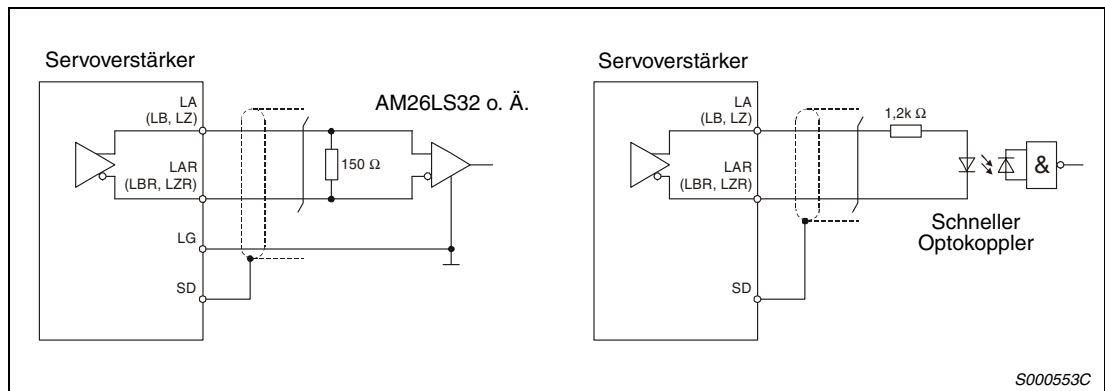 Servoverstärker
LA
(LB, LZ)
AM26LS32 o. Ä.
150 Ω
LAR
(LBR, LZR)
LG
SD
Servoverstärker
LA
(LB, LZ)
1,2k Ω
LAR
(LBR, LZR)
&
Schneller
Optokoppler
SD
S000553C